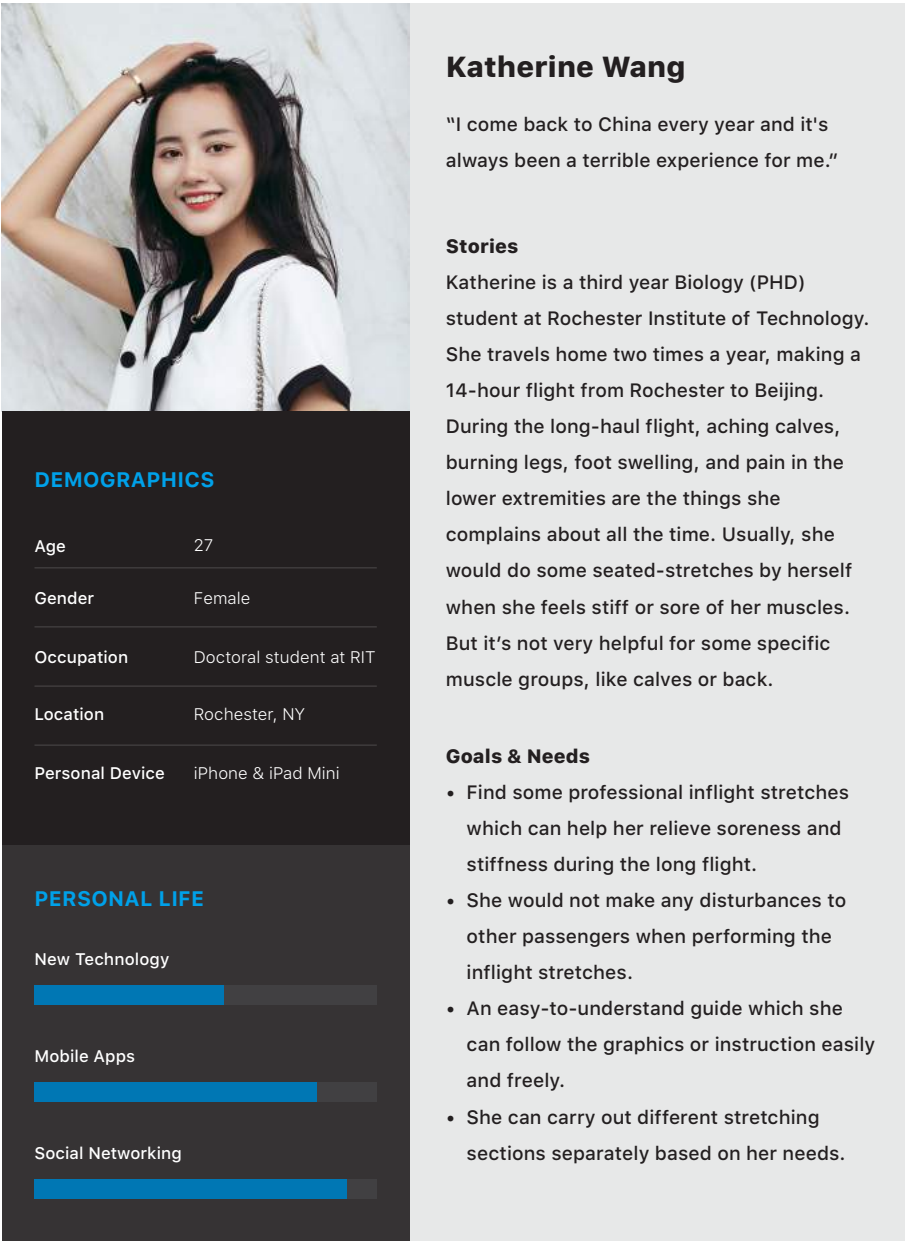 Katherine Wang
“I come back to China every year and it's
always been a terrible experience for me.”
Stories
Katherine is a third year Biology (PHD)
student at Rochester Institute of Technology.
She travels home two times a year, making a
14-hour flight from Rochester to Beijing.
During the long-haul flight, aching calves,
burning legs, foot swelling, and pain in the
lower extremities are the things she
complains about all the time. Usually, she
would do some seated-stretches by herself
when she feels stiff or sore of her muscles.
But it’s not very helpful for some specific
muscle groups, like calves or back.
Goals & Needs
• Find some professional inflight stretches
which can help her relieve soreness and
stiffness during the long flight.
• She would not make any disturbances to
other passengers when performing the
inflight stretches.
• An easy-to-understand guide which she
can follow the graphics or instruction easily
and freely.
• She can carry out different stretching
sections separately based on her needs.
DEMOGRAPHICS
Age 27
Gender Female
Occupation Doctoral student at RIT
Location Rochester, NY
Personal Device iPhone & iPad Mini
PERSONAL LIFE
New Technology
Mobile Apps
Social Networking